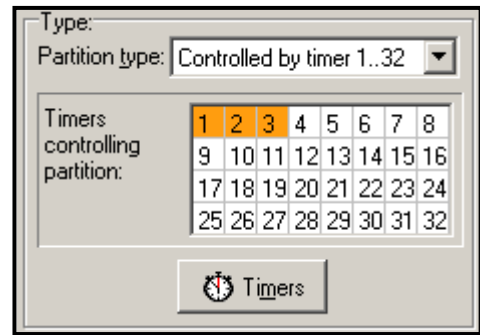 Type:
Partition type: Controlled by timer 1..32
Timers controlling partition:
1 2 3 4 5 6 7 8
9 10 11 12 13 14 15 16
17 18 19 20 21 22 23 24
25 26 27 28 29 30 31 32
Timers